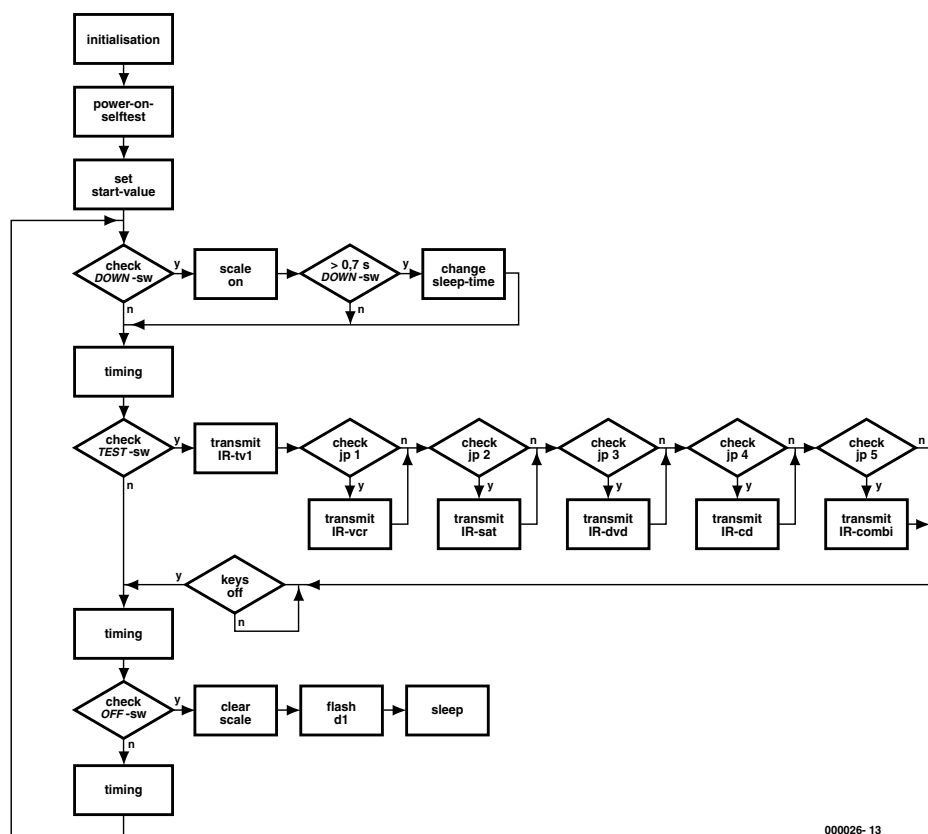 initialisation
power-on-
selftest
set
start-value
check
DOWN -sw
y
n
scale
on
> 0,7 s
DOWN -sw
y
n
change
sleep-time
timing
check
TEST -sw
y
n
transmit
IR-tv1
check
jp 1
n
y
transmit
IR-vcr
check
jp 2
n
y
transmit
IR-sat
check
jp 3
n
y
transmit
IR-dvd
check
jp 4
n
y
transmit
IR-cd
check
jp 5
n
y
transmit
IR-combi
y
keys
off
n
timing
check
OFF -sw
y
n
clear
scale
flash
d1
sleep
timing
000026- 13